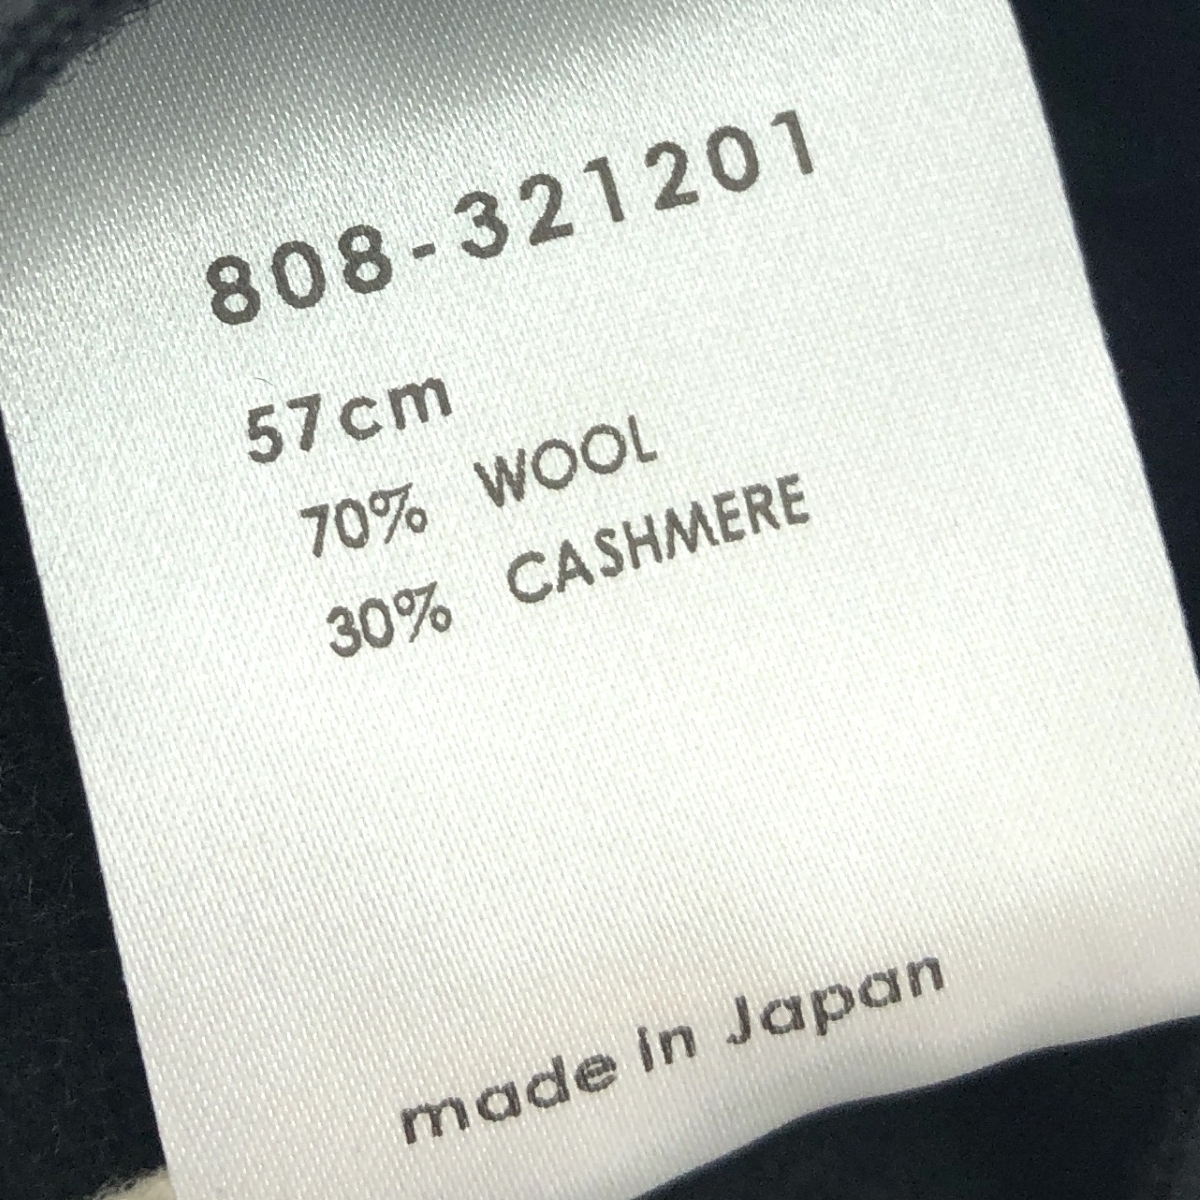 808-321201
57cm
70% WOOL
30% CASHMERE
made in Japan